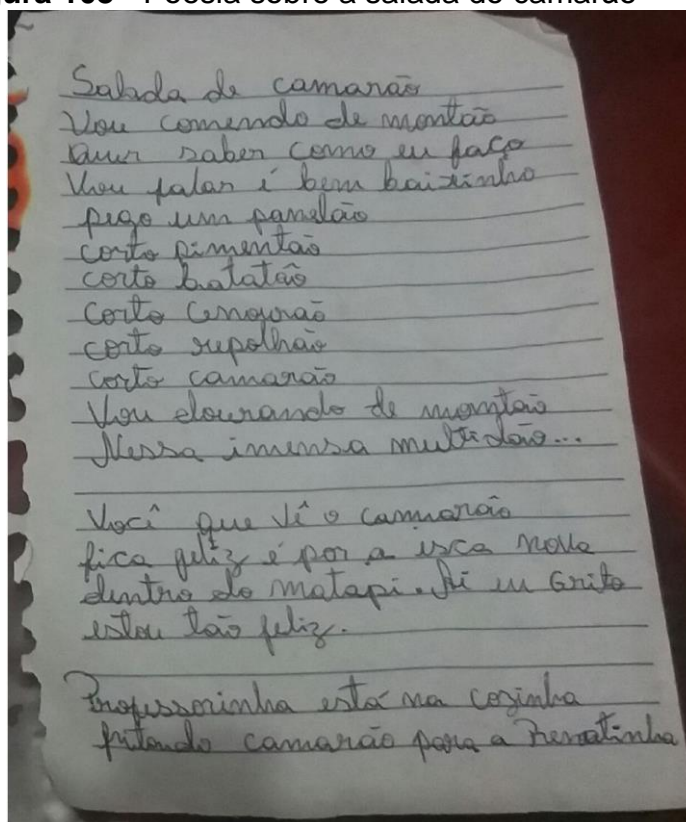 Salada de camarão
Vou comendo de montão
Quer saber como eu faço
Vou falar é bem baixinho
pego um panelão
corto pimentão
corto batatão
corto Cenourão
corto repolhão
corto camarão
Vou dourando de montão
Nessa imensa multidão...
Você que vê o camarão
fica feliz é por a isca nova
dentro do matapi. Ai eu Grito
estou tão feliz.
Professorinha está na cozinha
fritando camarão para a Renatinha